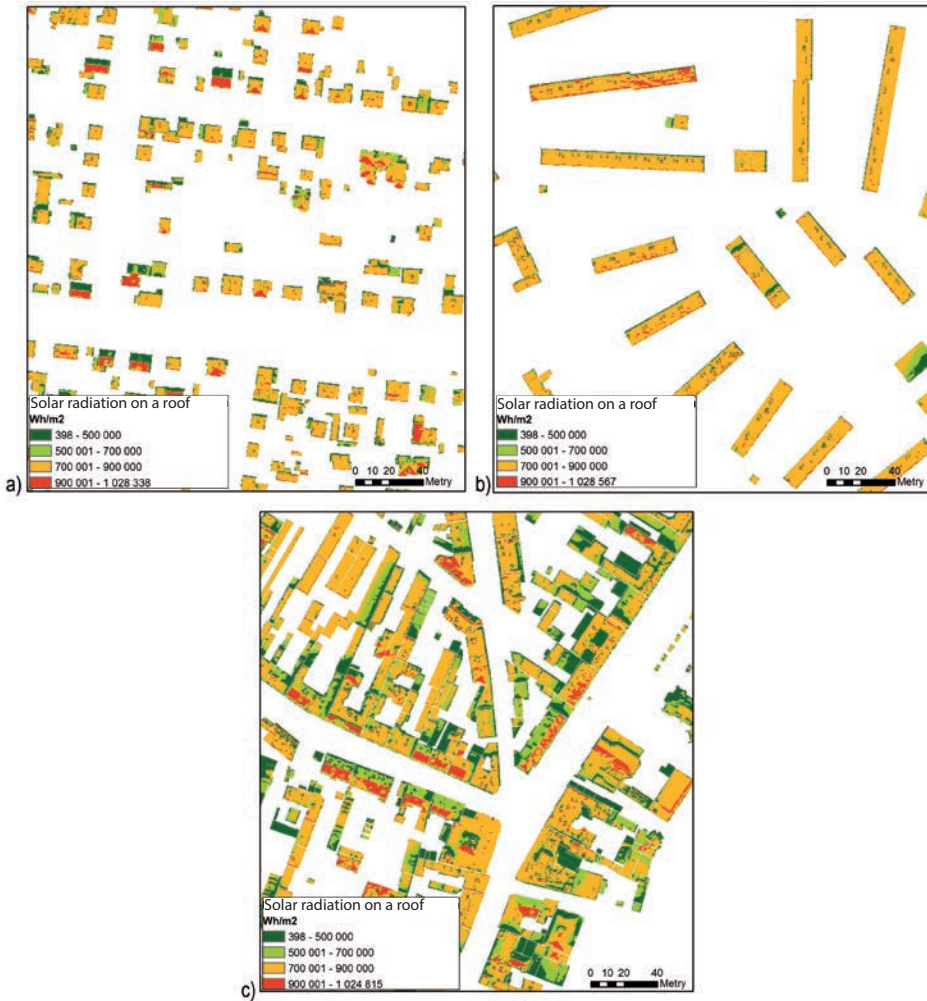 Solar radiation on a roof
Wh/m2
398 - 500 000
500 001 - 700 000
700 001 - 900 000
900 001 - 1 028 338
0 10 20 40
Metry
a)
Solar radiation on a roof
Wh/m2
398 - 500 000
500 001 - 700 000
700 001 - 900 000
900 001 - 1 028 567
0 10 20 40
Metry
b)
Solar radiation on a roof
Wh/m2
398 - 500 000
500 001 - 700 000
700 001 - 900 000
900 001 - 1 024 815
0 10 20 40
Metry
c)